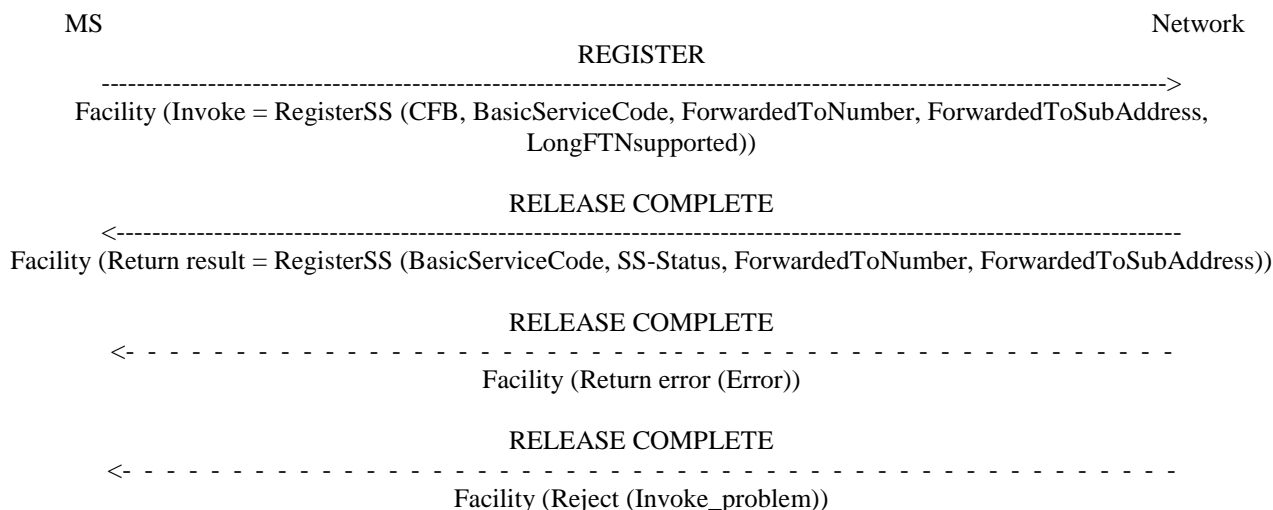 MS Network
REGISTER
------------------------------------------------------------------------------------------------------------------------>
Facility (Invoke = RegisterSS (CFB, BasicServiceCode, ForwardedToNumber, ForwardedToSubAddress,
LongFTNsupported))
RELEASE COMPLETE
<------------------------------------------------------------------------------------------------------------------------
Facility (Return result = RegisterSS (BasicServiceCode, SS-Status, ForwardedToNumber, ForwardedToSubAddress))
RELEASE COMPLETE
<- - - - - - - - - - - - - - - - - - - - - - - - - - - - - - -- - - - - - - - - - - - - - - - - - - - - - - - - - - -
Facility (Return error (Error))
RELEASE COMPLETE
<- - - - - - - - - - - - - - - - - - - - - - - - - - - - - - - - - - - - - - - - - - - - - - - - - - - - - - - - - -
Facility (Reject (Invoke_problem))